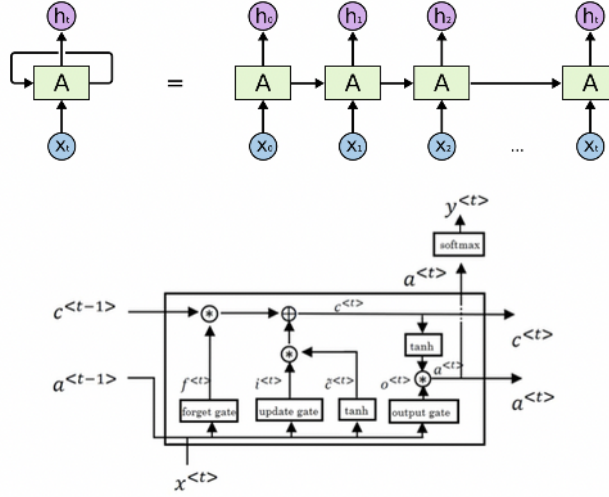 hₜ h₀ h₁ h₂ hₜ
A = A A A A
xₜ x₀ x₁ x₂ ... xₜ
y<t>
softmax
a<t>
c<t-1> c<t> c<t>
tanh
a<t-1> f<t> i<t> c̃<t> o<t> a<t> a<t>
forget gate update gate tanh output gate
x<t>